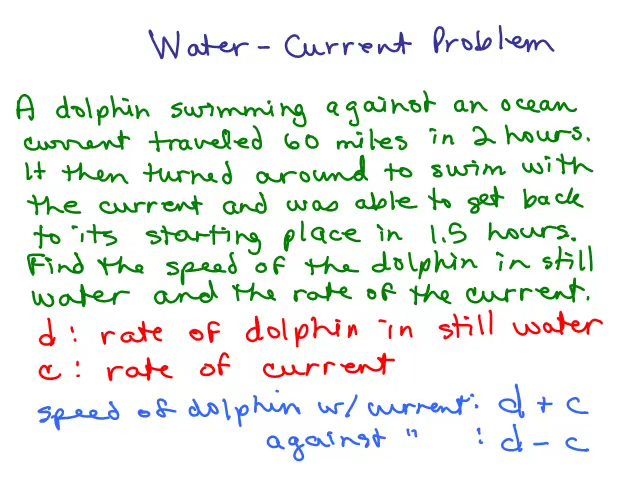 Water - Current Problem
A dolphin swimming against an ocean
current traveled 60 miles in 2 hours.
It then turned around to swim with
the current and was able to get back
to its starting place in 1.5 hours.
Find the speed of the dolphin in still
water and the rate of the current.
d: rate of dolphin in still water
c: rate of current
speed of dolphin w/ current: d + c
against " : d - c